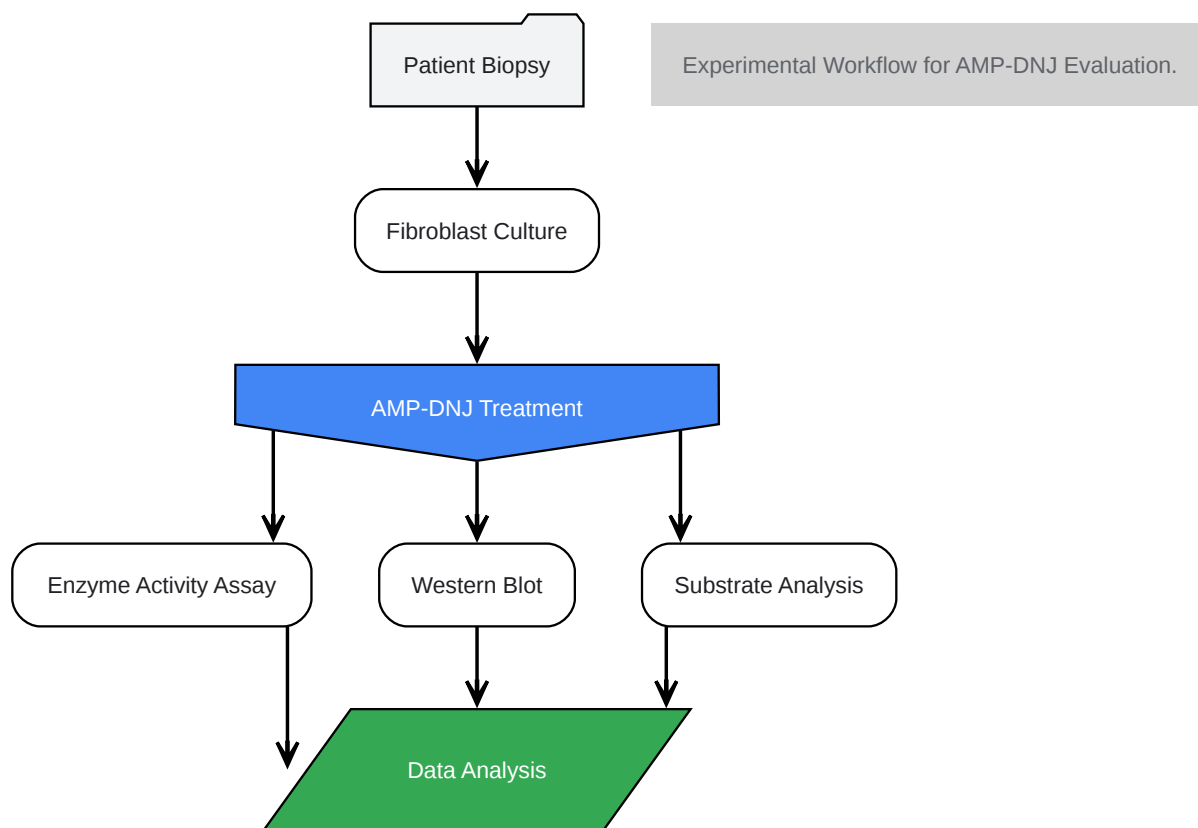 Patient Biopsy
Experimental Workflow for AMP-DNJ Evaluation.
Fibroblast Culture
AMP-DNJ Treatment
Enzyme Activity Assay
Western Blot
Substrate Analysis
Data Analysis